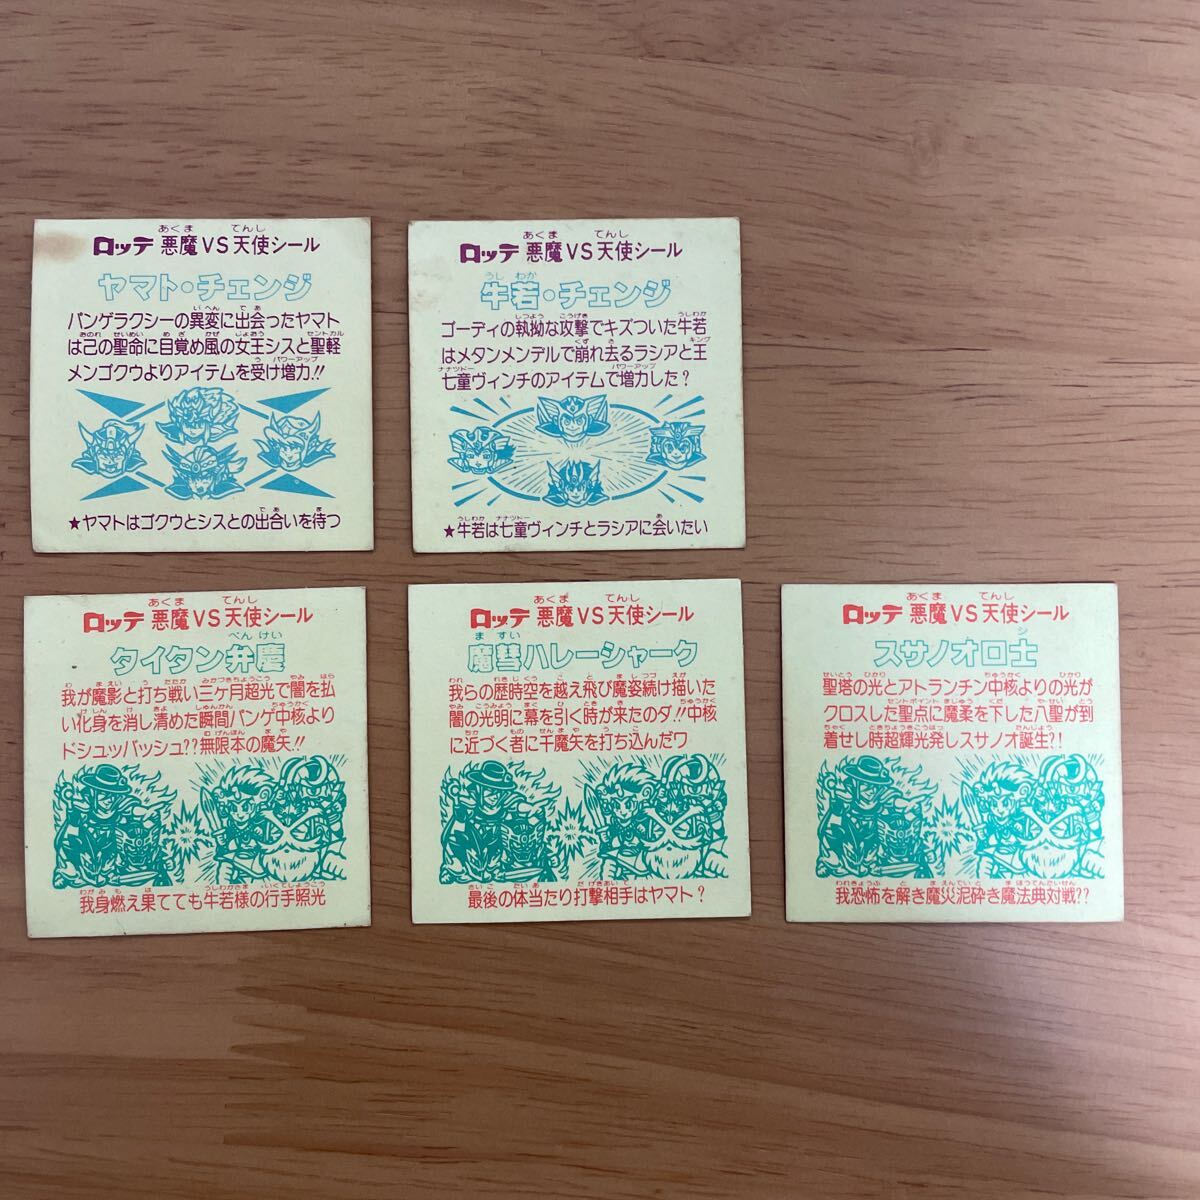 ロッテ 悪魔VS天使シール
ヤマト・チェンジ
パンゲラクシーの異変に出会ったヤマト
は己の聖命に目覚め風の女王シスと聖軽
メンゴクウよりアイテムを受け増力!!
★ヤマトはゴクウとシスとの出合いを待つ
ロッテ 悪魔VS天使シール
牛若・チェンジ
ゴーディの執拗な攻撃でキズついた牛若
はメタンメンデルで崩れ去るラシアと王
七童ヴィンチのアイテムで増力した?
★牛若は七童ヴィンチとラシアに会いたい
ロッテ 悪魔VS天使シール
タイタン弁慶
我が魔影と打ち戦い三ケ月超光で闇を払
い化身を消し清めた瞬間パンゲ中核より
ドシュッバッシュ??無限本の魔矢!!
我身燃え果てても牛若様の行手照光
ロッテ 悪魔VS天使シール
魔彗ハレーシャーク
我らの歴時空を越え飛び魔姿続け描いた
闇の光明に幕を引く時が来たのダ!!中核
に近づく者に千魔矢を打ち込んだワ
最後の体当たり打撃相手はヤマト?
ロッテ 悪魔VS天使シール
スサノオロ士
聖塔の光とアトランチン中核よりの光が
クロスした聖点に魔柔を下した八聖が到
着せし時超輝光発しスサノオ誕生?!
我恐怖を解き魔災泥砕き魔法典対戦??